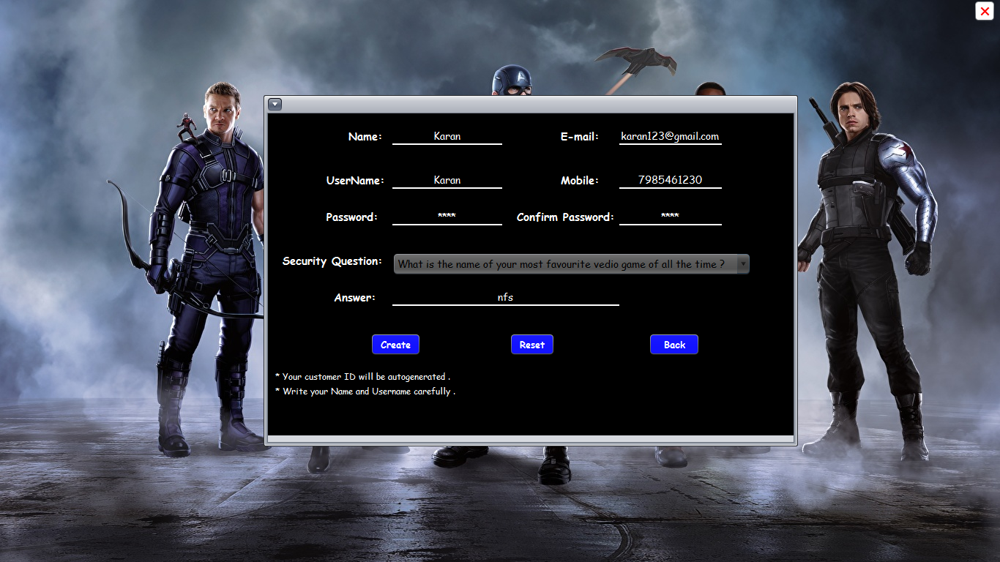 Name: Karan E-mail: karan123@gmail.com
UserName: Karan Mobile: 7985461230
Password: **** Confirm Password: ****
Security Question: What is the name of your most favourite vedio game of all the time ?
Answer: nfs
Create Reset Back
* Your customer ID will be autogenerated .
* Write your Name and Username carefully .